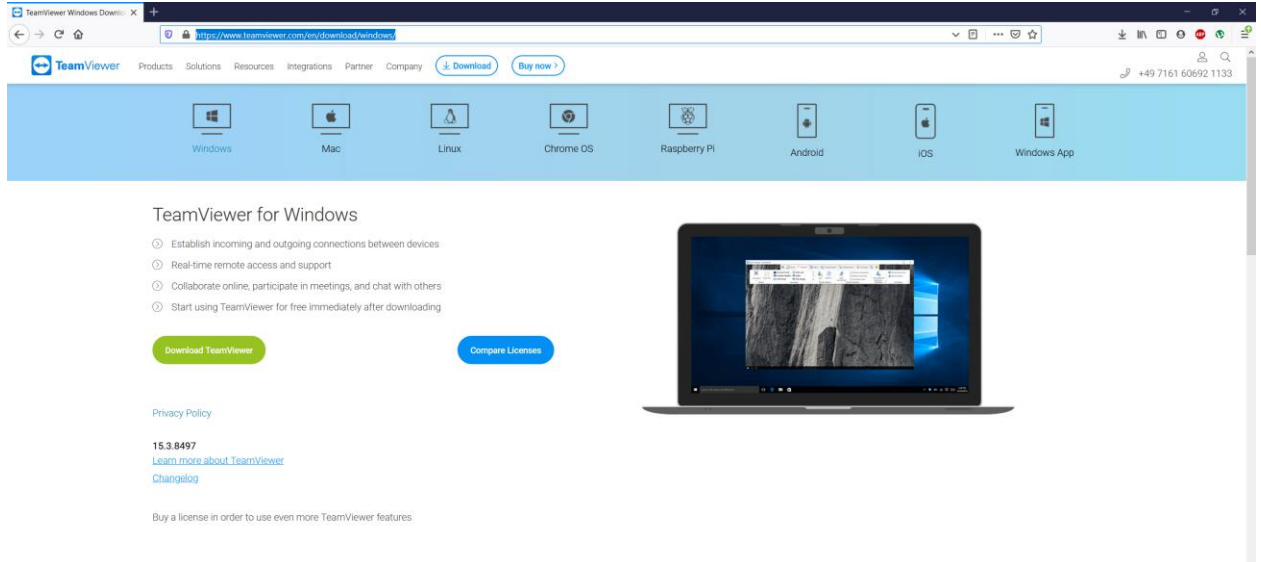 TeamViewer Windows Downlo
https://www.teamviewer.com/en/download/windows/
TeamViewer Products Solutions Resources Integrations Partner Company Download Buy now >
+49 7161 60692 1133
Windows Mac Linux Chrome OS Raspberry Pi Android iOS Windows App
TeamViewer for Windows
Establish incoming and outgoing connections between devices
Real-time remote access and support
Collaborate online, participate in meetings, and chat with others
Start using TeamViewer for free immediately after downloading
Download TeamViewer Compare Licenses
Privacy Policy
15.3.8497
Learn more about TeamViewer
Changelog
Buy a license in order to use even more TeamViewer features